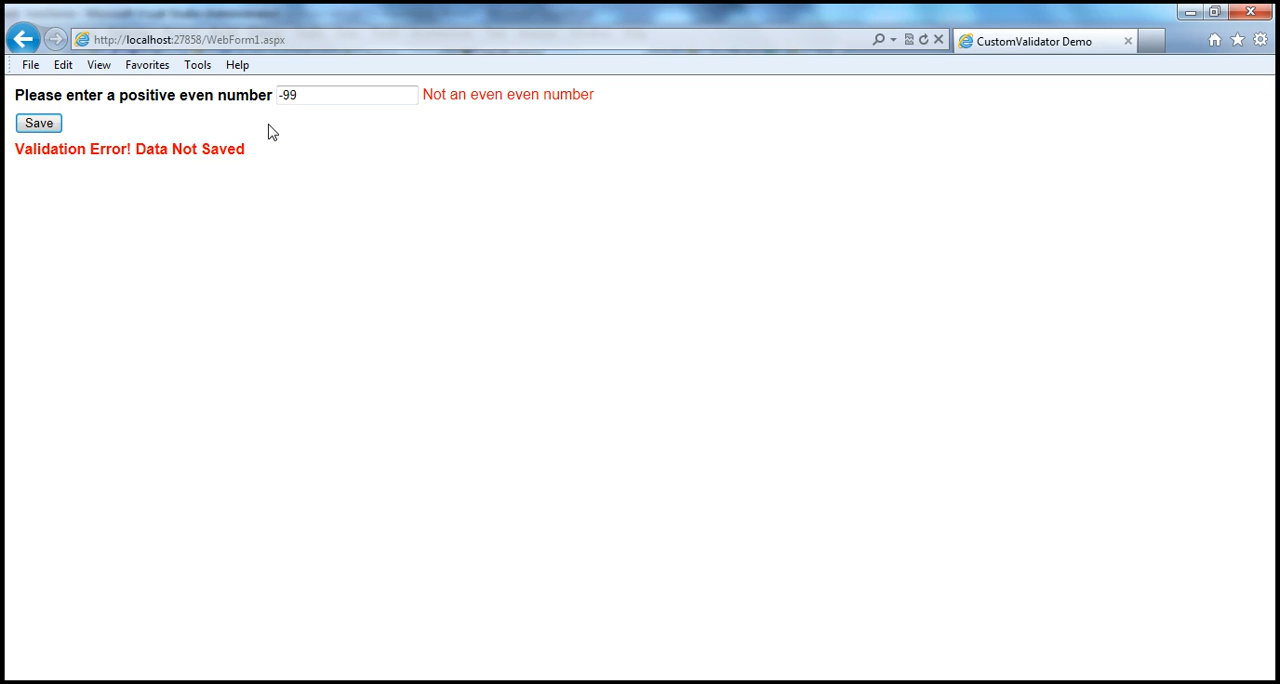 http://localhost:27858/WebForm1.aspx
CustomValidator Demo
File Edit View Favorites Tools Help
Please enter a positive even number -99 Not an even even number
Save
Validation Error! Data Not Saved